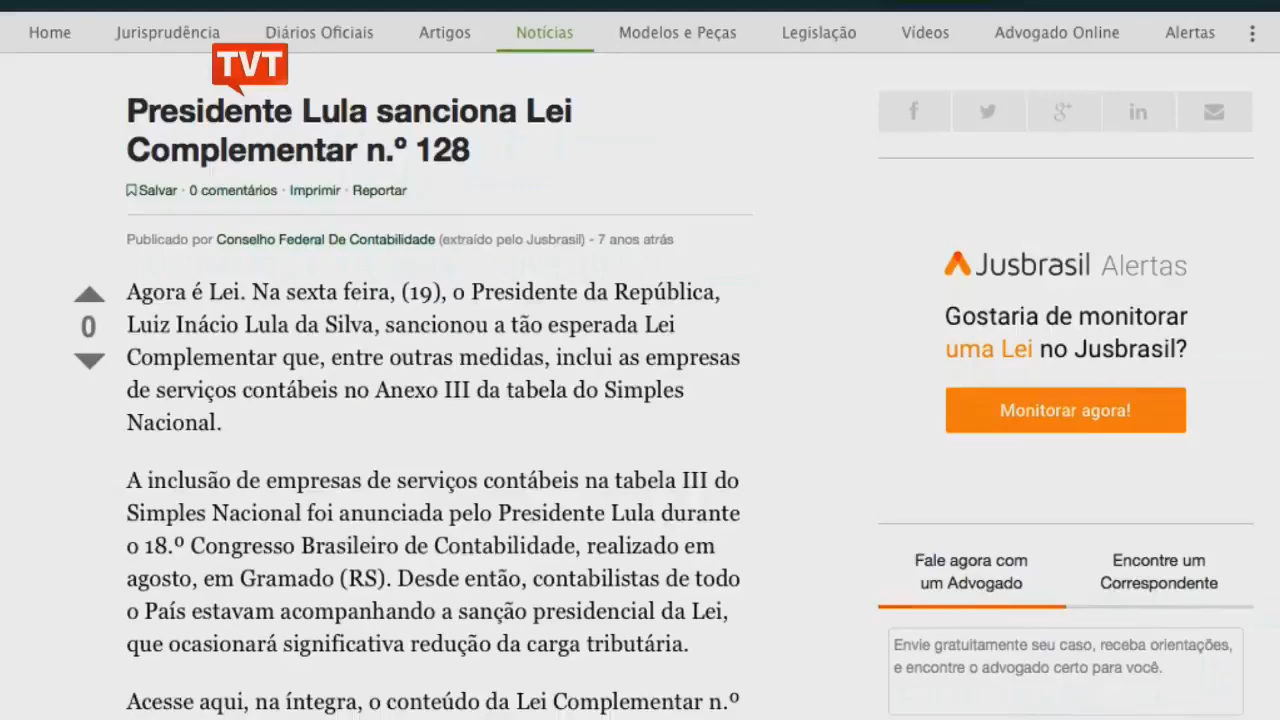 Home Jurisprudência Diários Oficiais Artigos Notícias Modelos e Peças Legislação Vídeos Advogado Online Alertas
TVT
Presidente Lula sanciona Lei
Complementar n.º 128
Salvar · 0 comentários · Imprimir · Reportar
Publicado por Conselho Federal De Contabilidade (extraído pelo Jusbrasil) - 7 anos atrás
0
Agora é Lei. Na sexta feira, (19), o Presidente da República,
Luiz Inácio Lula da Silva, sancionou a tão esperada Lei
Complementar que, entre outras medidas, inclui as empresas
de serviços contábeis no Anexo III da tabela do Simples
Nacional.
A inclusão de empresas de serviços contábeis na tabela III do
Simples Nacional foi anunciada pelo Presidente Lula durante
o 18.º Congresso Brasileiro de Contabilidade, realizado em
agosto, em Gramado (RS). Desde então, contabilistas de todo
o País estavam acompanhando a sanção presidencial da Lei,
que ocasionará significativa redução da carga tributária.
Acesse aqui, na íntegra, o conteúdo da Lei Complementar n.º
f g+ in
Jusbrasil Alertas
Gostaria de monitorar
uma Lei no Jusbrasil?
Monitorar agora!
Fale agora com
um Advogado
Encontre um
Correspondente
Envie gratuitamente seu caso, receba orientações,
e encontre o advogado certo para você.